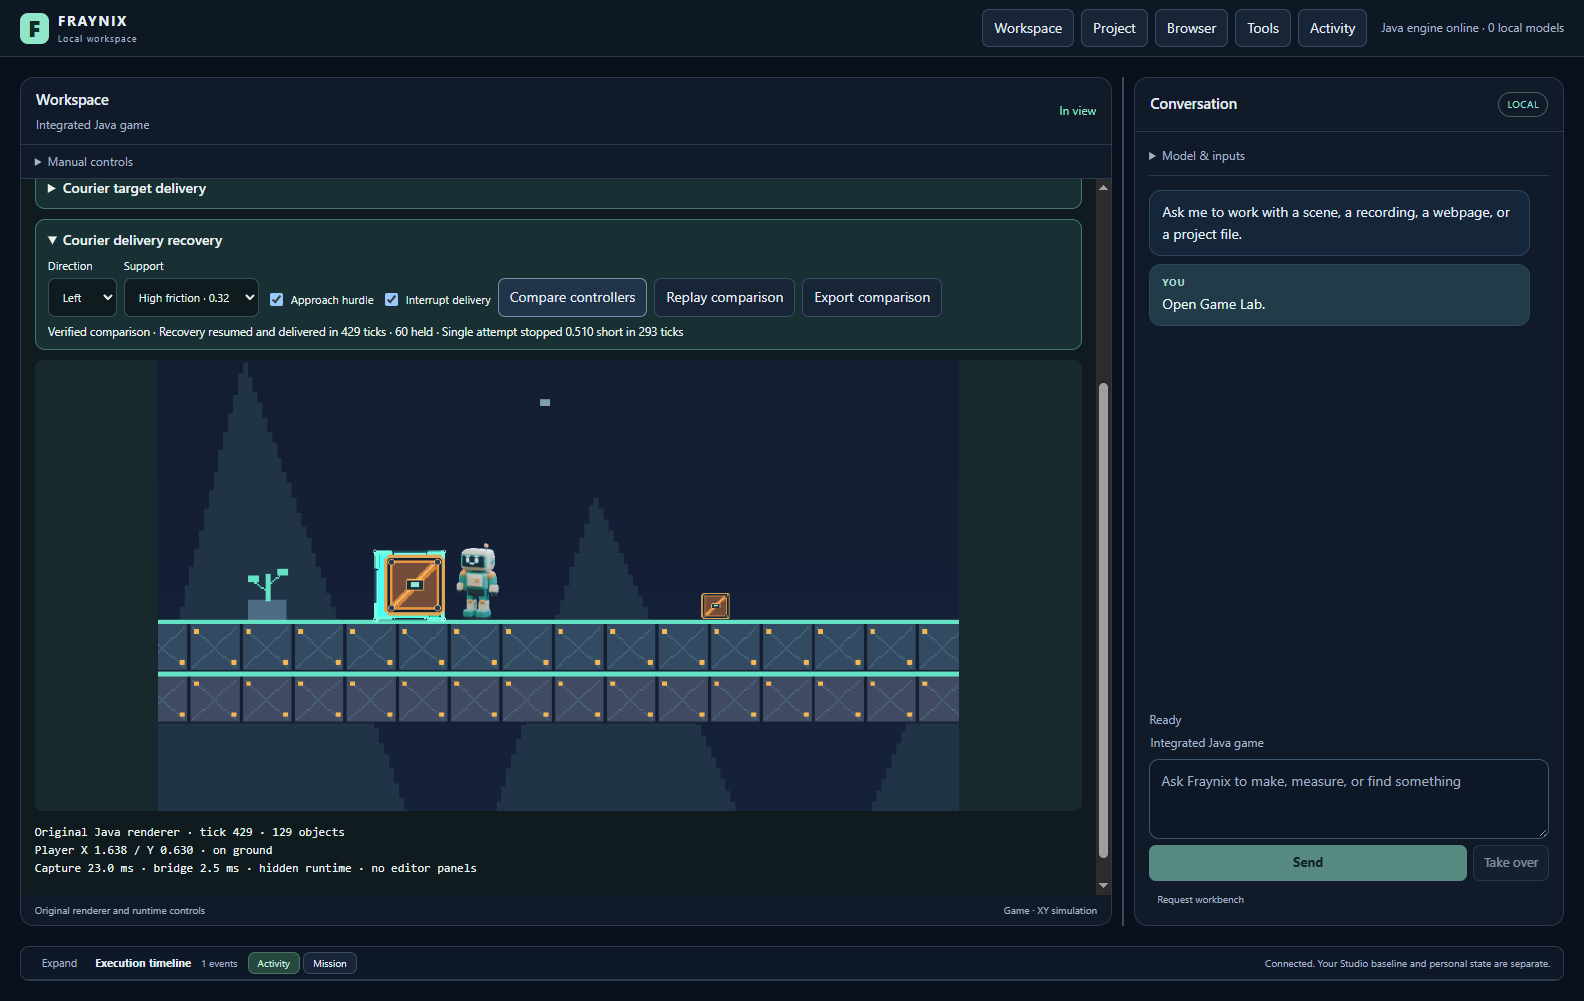 F
FRAYNIX
Local workspace
Workspace
Project
Browser
Tools
Activity
Java engine online · 0 local models
Workspace
Integrated Java game
In view
Manual controls
Courier target delivery
Courier delivery recovery
Direction
Support
Left
High friction · 0.32
Approach hurdle
Interrupt delivery
Compare controllers
Replay comparison
Export comparison
Verified comparison · Recovery resumed and delivered in 429 ticks · 60 held · Single attempt stopped 0.510 short in 293 ticks
Original Java renderer · tick 429 · 129 objects
Player X 1.638 / Y 0.630 · on ground
Capture 23.0 ms · bridge 2.5 ms · hidden runtime · no editor panels
Original renderer and runtime controls
Game · XY simulation
Conversation
LOCAL
Model & inputs
Ask me to work with a scene, a recording, a webpage, or
a project file.
YOU
Open Game Lab.
Ready
Integrated Java game
Ask Fraynix to make, measure, or find something
Send
Take over
Request workbench
Expand
Execution timeline
1 events
Activity
Mission
Connected. Your Studio baseline and personal state are separate.